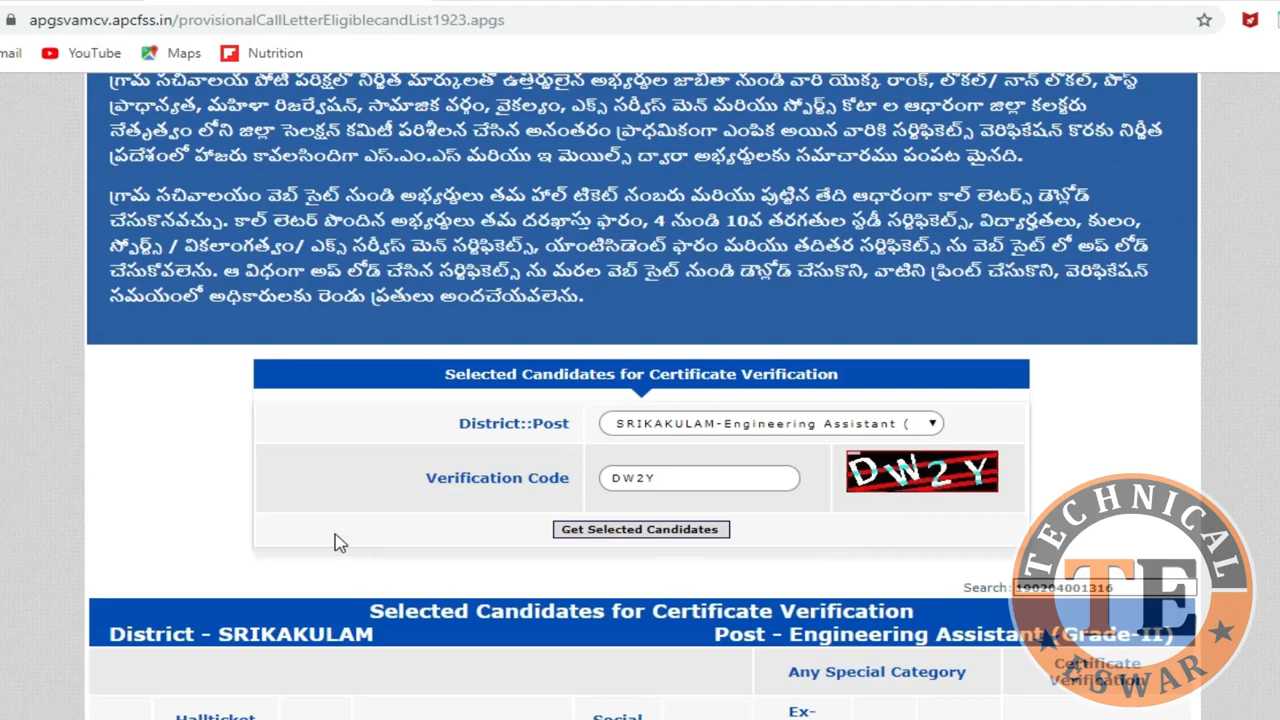 apgsvamcv.apcfss.in/provisionalCallLetterEligiblecandList1923.apgs
mail YouTube Maps Nutrition
గ్రామ సచివాలయ పోటీ పరీక్షలో నిర్ణీత మార్కులతో ఉత్తీర్ణులైన అభ్యర్ధుల జాబితా నుండి వారి యొక్క రాంక్, లోకల్/ నాన్ లోకల్, పోస్ట్
ప్రాధాన్యత, మహిళా రిజర్వేషన్, సామాజిక వర్గం, వైకల్యం, ఎక్స్ సర్వీస్ మెన్ మరియు స్పోర్ట్స్ కోటా ల ఆధారంగా జిల్లా కలక్టరు
నేతృత్వం లోని జిల్లా సెలక్షన్ కమిటీ పరిశీలన చేసిన అనంతరం ప్రాధమికంగా ఎంపిక అయిన వారికి సర్టిఫికెట్స్ వెరిఫికేషన్ కొరకు నిర్ణీత
ప్రదేశంలో హాజరు కావలసిందిగా ఎస్.ఎం.ఎస్ మరియు ఇ మెయిల్స్ ద్వారా అభ్యర్ధులకు సమాచారము పంపట మైనది.
గ్రామ సచివాలయం వెబ్ సైట్ నుండి అభ్యర్ధులు తమ హాల్ టికెట్ నంబరు మరియు పుట్టిన తేది ఆధారంగా కాల్ లెటర్స్ డౌన్లోడ్
చేసుకొనవచ్చు. కాల్ లెటర్ పొందిన అభ్యర్ధులు తమ దరఖాస్తు ఫారం, 4 నుండి 10వ తరగతుల స్టడీ సర్టిఫికెట్స్, విద్యార్హతలు, కులం,
స్పోర్ట్స్ / వికలాంగత్వం/ ఎక్స్ సర్వీస్ మెన్ సర్టిఫికెట్స్, యాంటిసిడెంట్ ఫారం మరియు తదితర సర్టిఫికెట్స్ ను వెబ్ సైట్ లో అప్ లోడ్
చేసుకోవలెను. ఆ విధంగా అప్ లోడ్ చేసిన సర్టిఫికెట్స్ ను మరల వెబ్ సైట్ నుండి డౌన్లోడ్ చేసుకొని, వాటిని ప్రింట్ చేసుకొని, వెరిఫికేషన్
సమయంలో అధికారులకు రెండు ప్రతులు అందచేయవలెను.
Selected Candidates for Certificate Verification
District::Post SRIKAKULAM-Engineering Assistant (
Verification Code DW2Y DW2Y
Get Selected Candidates
Search: 190204001316
Selected Candidates for Certificate Verification
District - SRIKAKULAM Post - Engineering Assistant (Grade-II)
Any Special Category Certificate
Verification
Hallticket Social Ex-
TECHNICAL
TE
ESWAR